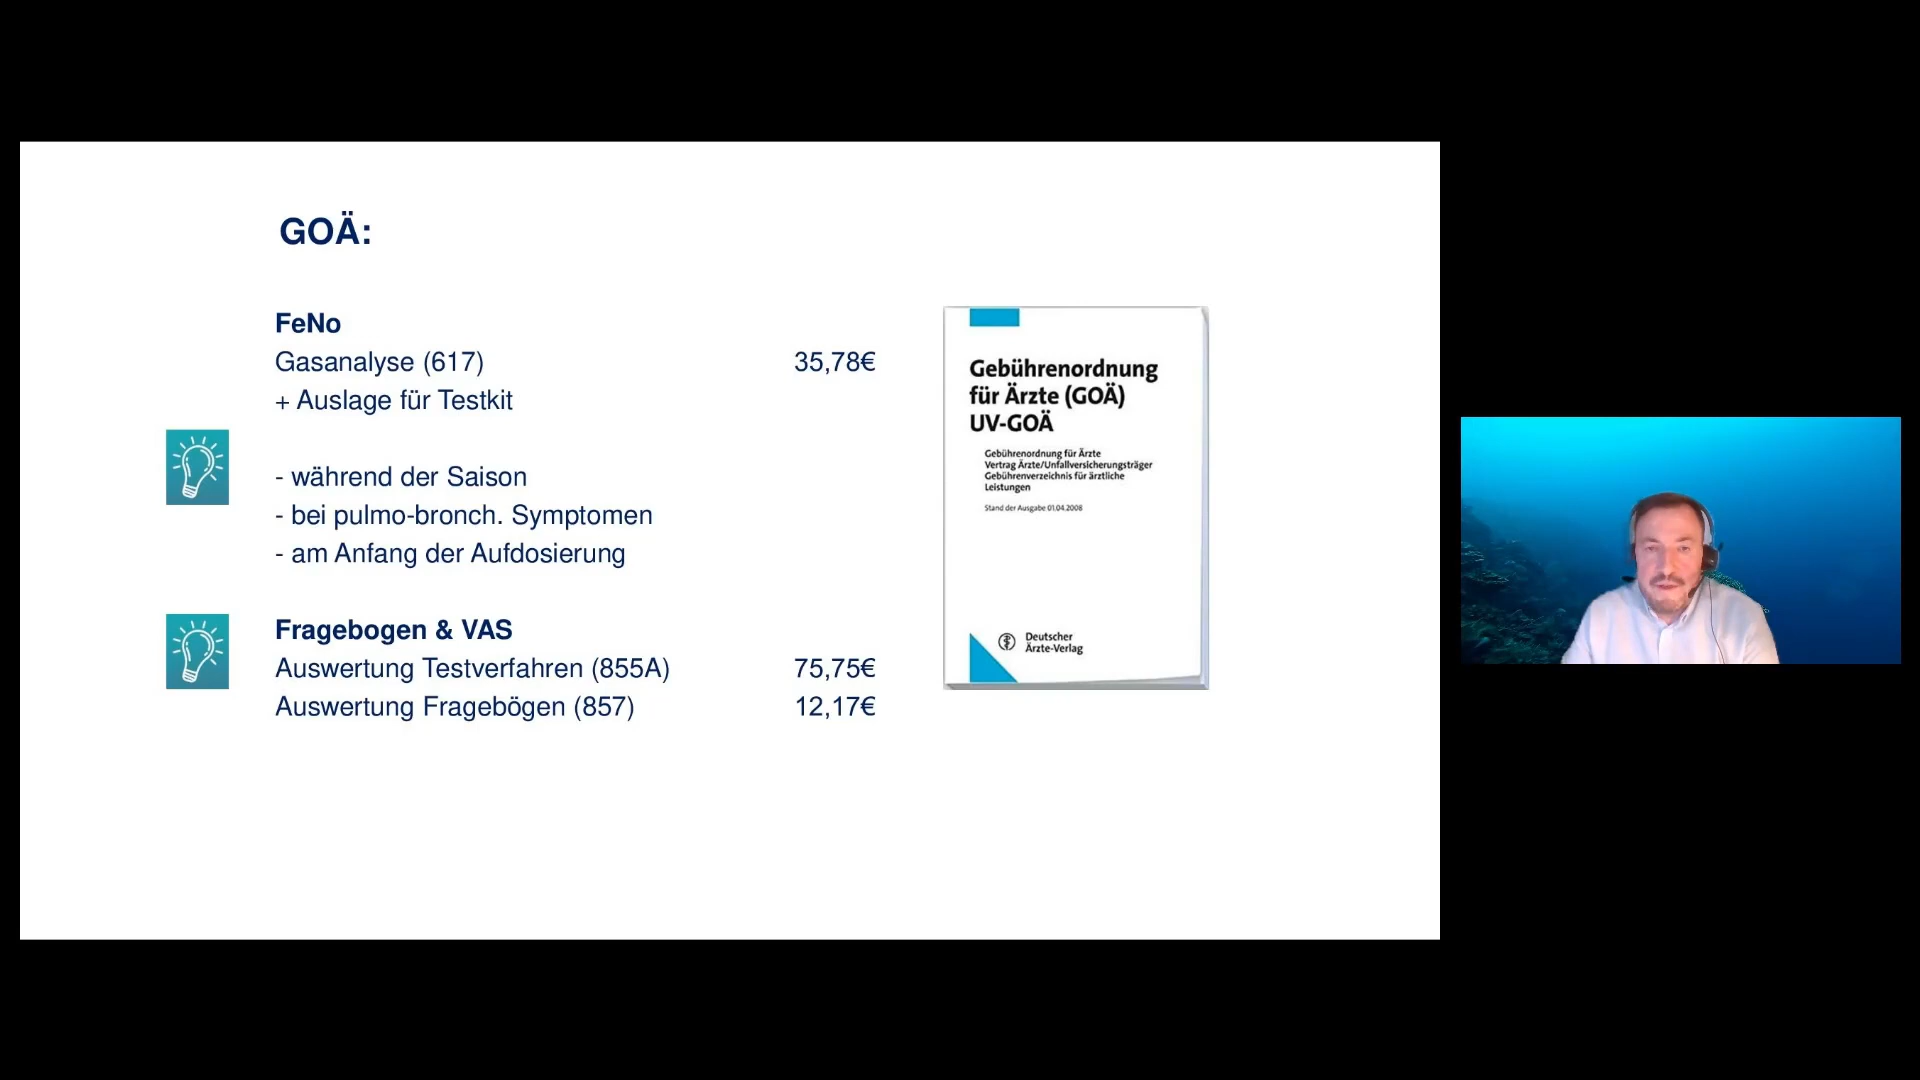 GOÄ:
FeNo
Gasanalyse (617) 35,78€
+ Auslage für Testkit
- während der Saison
- bei pulmo-bronch. Symptomen
- am Anfang der Aufdosierung
Fragebogen & VAS
Auswertung Testverfahren (855A) 75,75€
Auswertung Fragebögen (857) 12,17€
Gebührenordnung
für Ärzte (GOÄ)
UV-GOÄ
Gebührenordnung für Ärzte
Vertrag Ärzte/Unfallversicherungsträger
Gebührenverzeichnis für ärztliche
Leistungen
Stand der Ausgabe 01.04.2008
Deutscher
Ärzte-Verlag